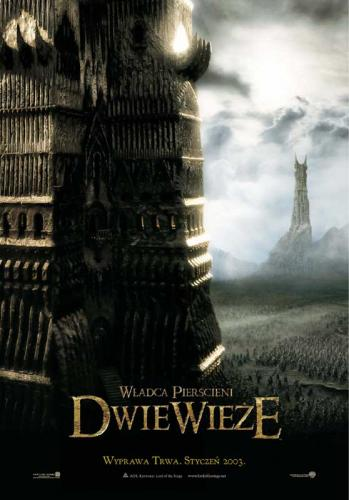 WŁADCA PIERŚCIENI
DWIE WIEŻE
WYPRAWA TRWA. STYCZEŃ 2003.